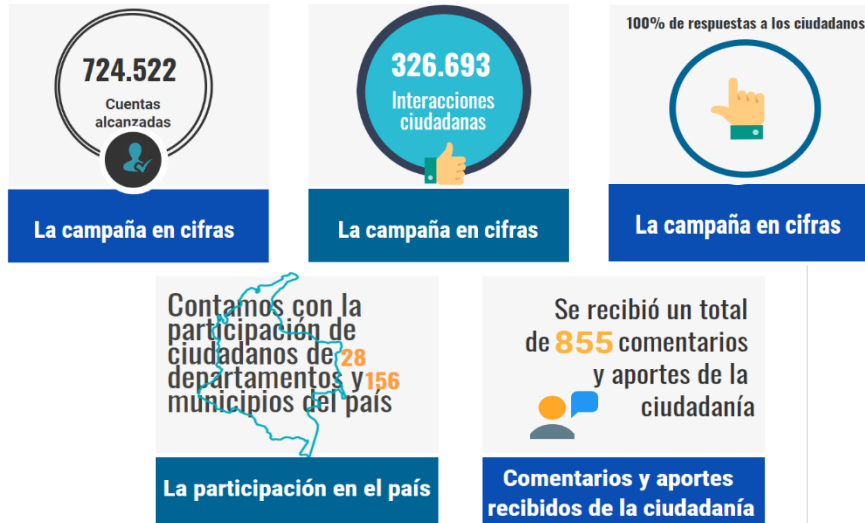 724.522
Cuentas
alcanzadas
La campaña en cifras
326.693
Interacciones
ciudadanas
La campaña en cifras
100% de respuestas a los ciudadanos
La campaña en cifras
Contamos con la
participación de
ciudadanos de 28
departamentos y 156
municipios del país
La participación en el país
Se recibió un total
de 855 comentarios
y aportes de la
ciudadanía
Comentarios y aportes
recibidos de la ciudadanía